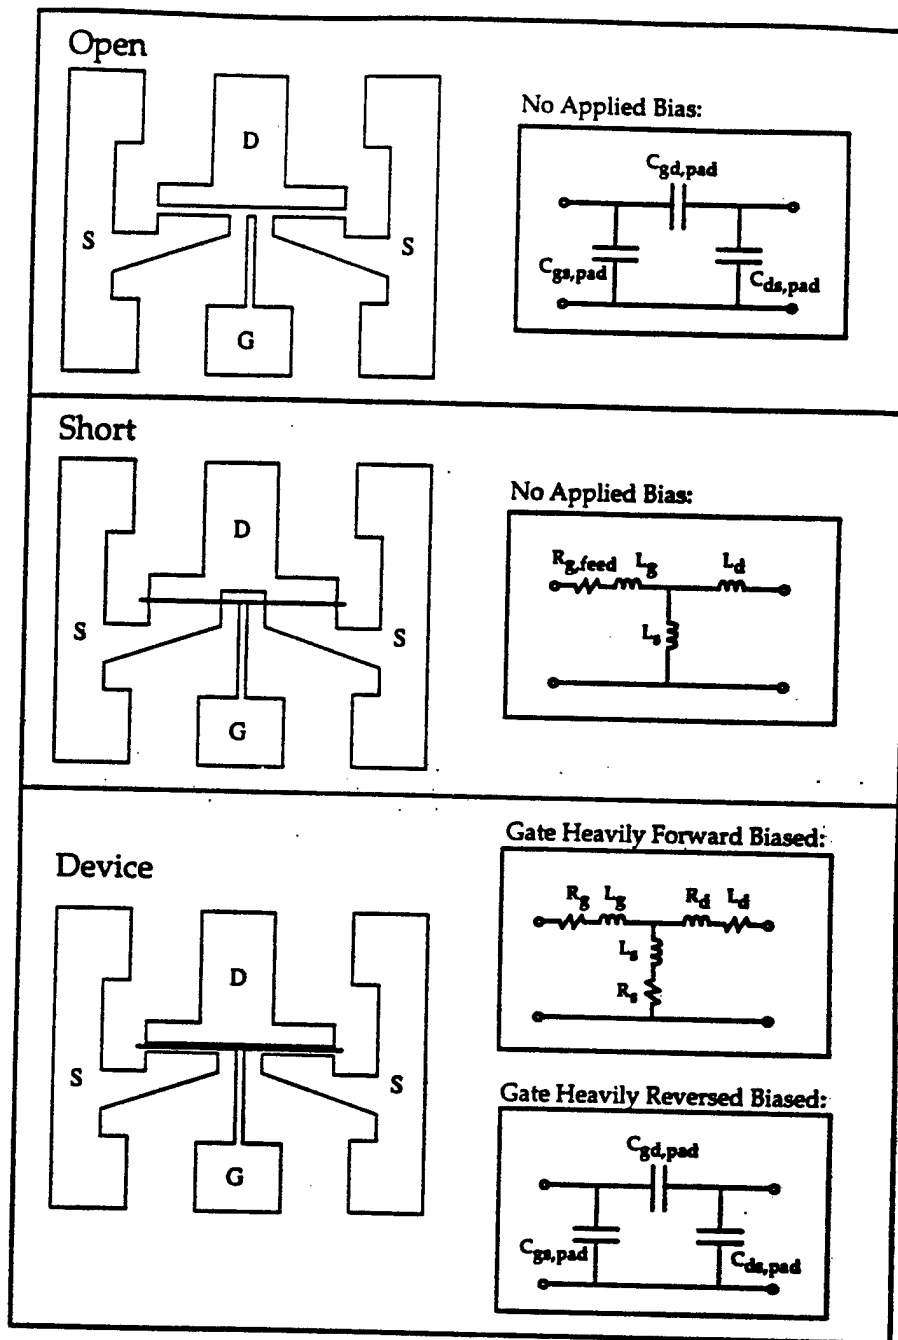 Open
D
S
S
G
No Applied Bias:
Cgd,pad
Cgs,pad
Cds,pad
Short
D
S
S
G
No Applied Bias:
Rg,feed Lg Ld
Ls
Device
D
S
S
G
Gate Heavily Forward Biased:
Rg Lg Rd Ld
Ls
Rs
Gate Heavily Reversed Biased:
Cgd,pad
Cgs,pad
Cds,pad